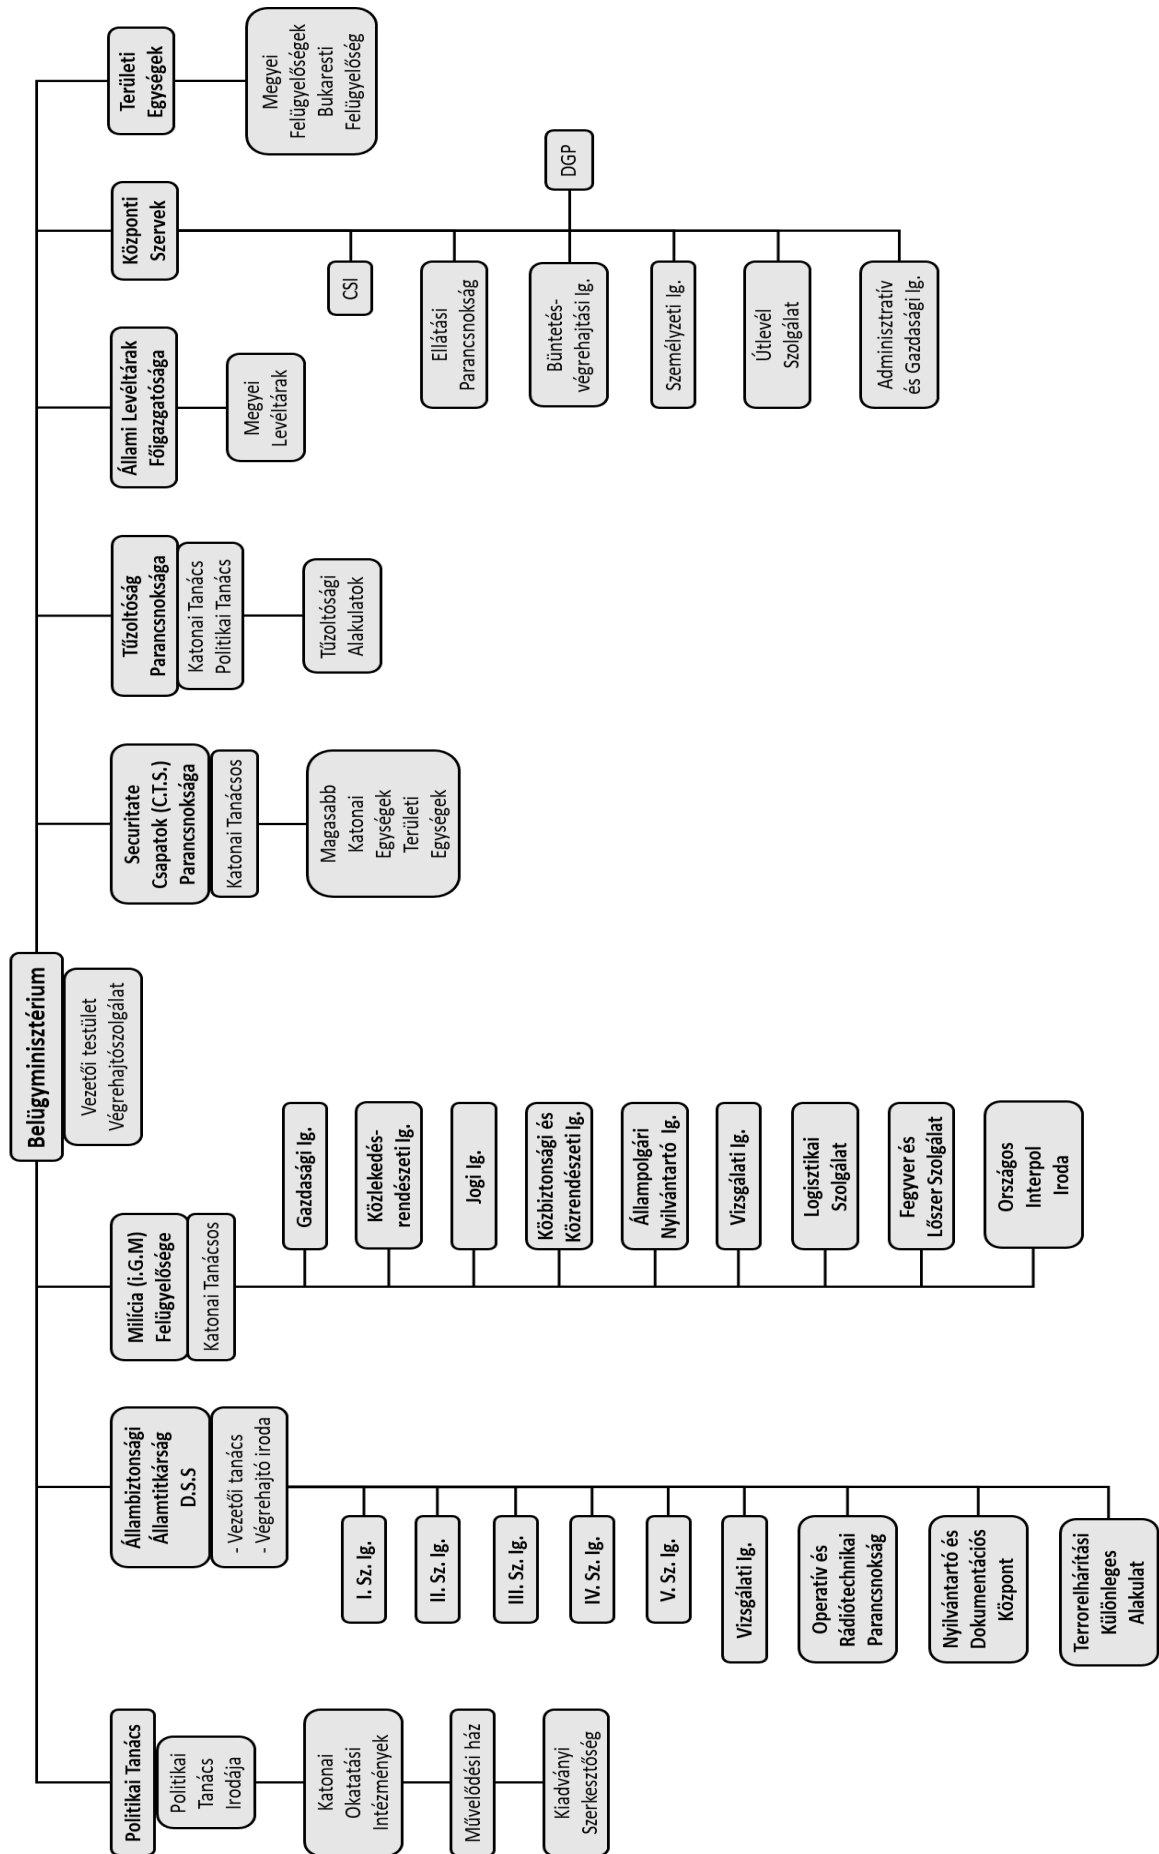 Belügyminisztérium
Vezetői testület
Végrehajtószolgálat
Politikai Tanács
Politikai
Tanács
Irodája
Katonai
Okatatási
Intézmények
Művelődési ház
Kiadványi
Szerkesztőség
Állambiztonsági
Államtitkárság
D.S.S
- Vezetői tanács
- Végrehajtó iroda
I. Sz. Ig.
II. Sz. Ig.
III. Sz. Ig.
IV. Sz. Ig.
V. Sz. Ig.
Vizsgálati Ig.
Operatív és
Rádiótechnikai
Parancsnokság
Nyilvántartó és
Dokumentációs
Központ
Terrorelhárítási
Különleges
Alakulat
Milícia (i.G.M)
Felügyelősége
Katonai Tanácsos
Gazdasági Ig.
Közlekedés-
rendészeti Ig.
Jogi Ig.
Közbiztonsági és
Közrendészeti Ig.
Állampolgári
Nyilvántartó Ig.
Vizsgálati Ig.
Logisztikai
Szolgálat
Fegyver és
Lőszer Szolgálat
Országos
Interpol
Iroda
Securitate
Csapatok (C.T.S.)
Parancsnoksága
Katonai Tanácsos
Magasabb
Katonai
Egységek
Területi
Egységek
Tűzoltóság
Parancsnoksága
Katonai Tanács
Politikai Tanács
Tűzoltósági
Alakulatok
Állami Levéltárak
Főigazgatósága
Megyei
Levéltárak
Központi
Szervek
CSI
Ellátási
Parancsnokság
DGP
Büntetés-
végrehajtási Ig.
Személyzeti Ig.
Útlevél
Szolgálat
Adminisztratív
és Gazdasági Ig.
Területi
Egységek
Megyei
Felügyelőségek
Bukaresti
Felügyelőség